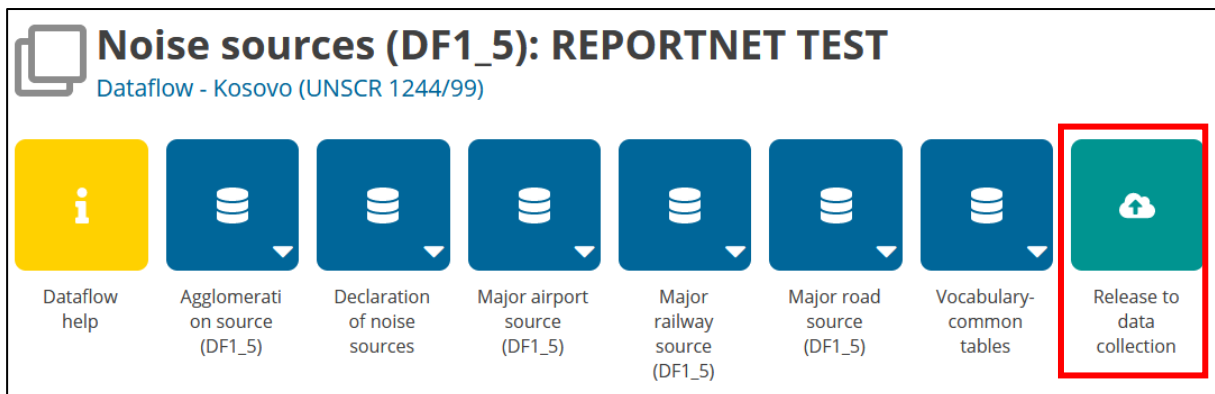 Noise sources (DF1_5): REPORTNET TEST
Dataflow - Kosovo (UNSCR 1244/99)
Dataflow
help
Agglomerati
on source
(DF1_5)
Declaration
of noise
sources
Major airport
source
(DF1_5)
Major
railway
source
(DF1_5)
Major road
source
(DF1_5)
Vocabulary-
common
tables
Release to
data
collection